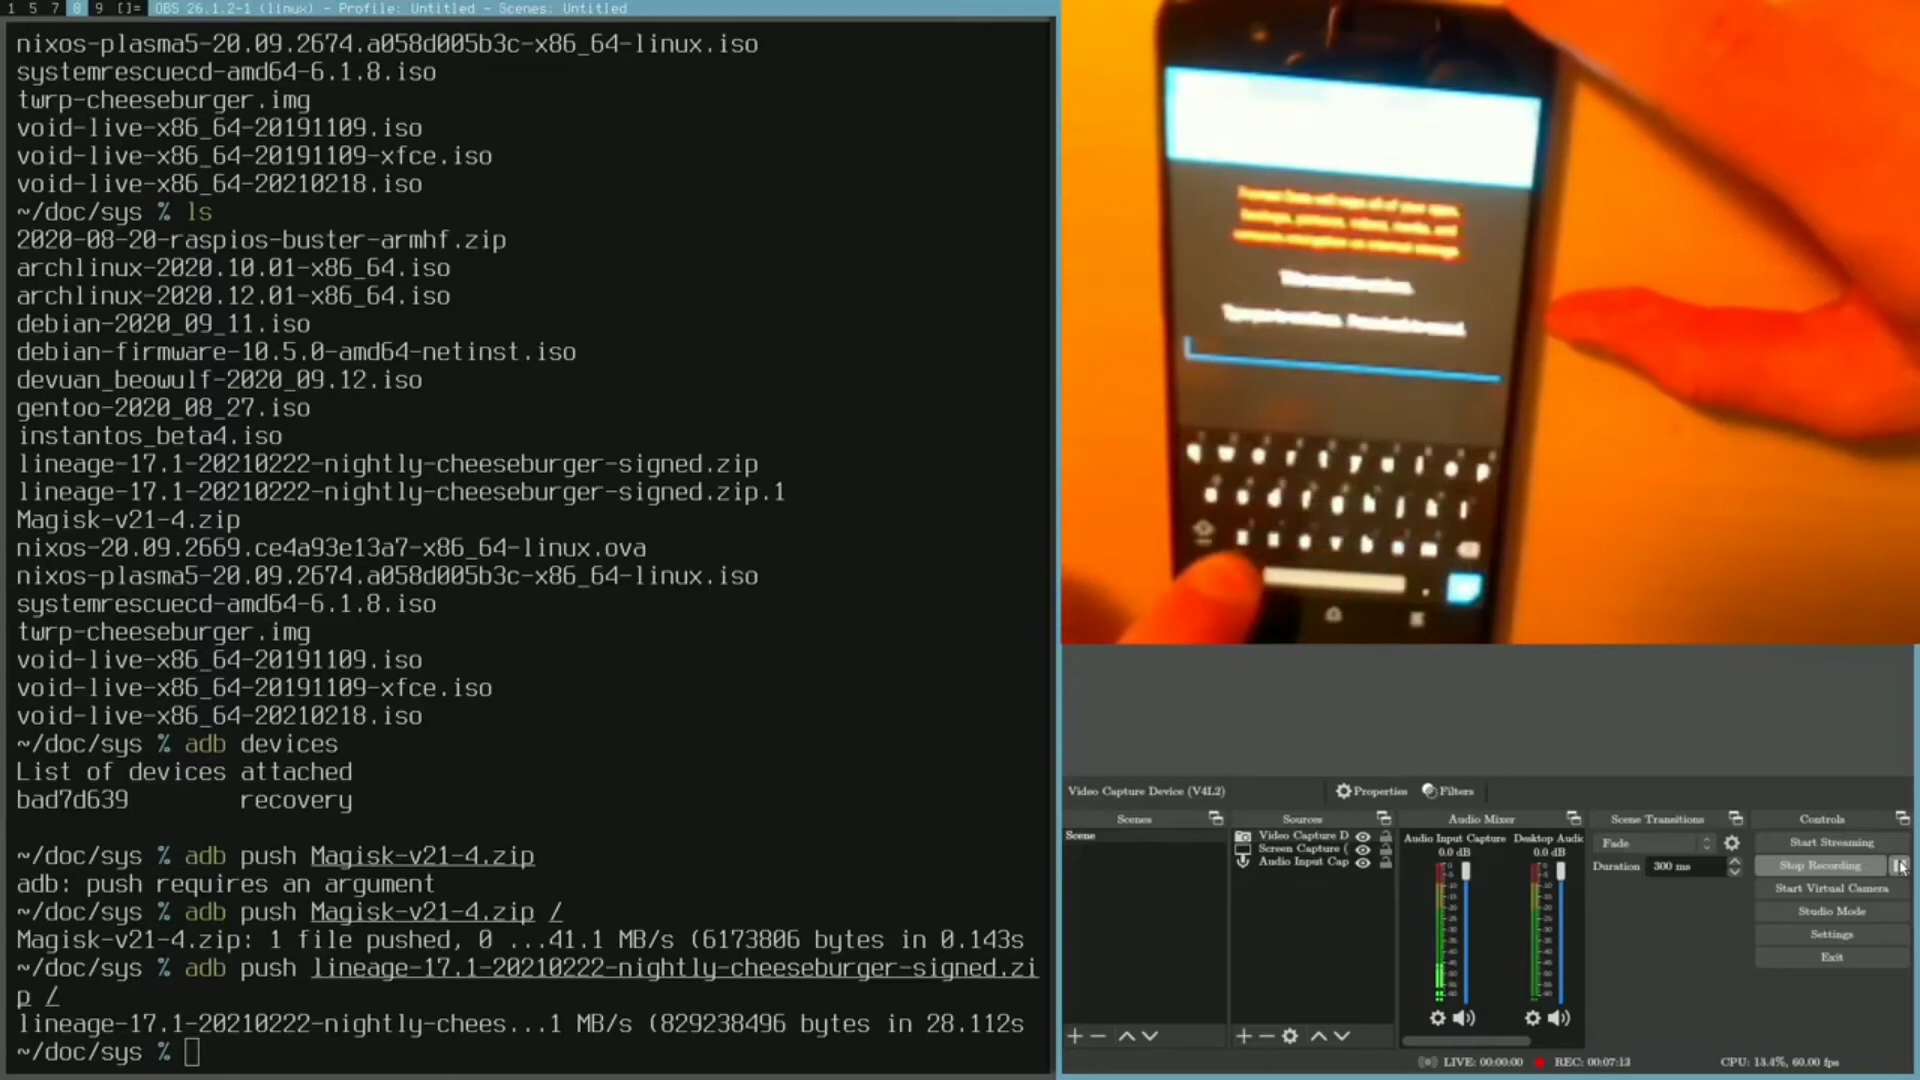 1 5 7 8 9 []= OBS 26.1.2-1 (linux) - Profile: Untitled - Scenes: Untitled
nixos-plasma5-20.09.2674.a058d005b3c-x86_64-linux.iso
systemrescuecd-amd64-6.1.8.iso
twrp-cheeseburger.img
void-live-x86_64-20191109.iso
void-live-x86_64-20191109-xfce.iso
void-live-x86_64-20210218.iso
~/doc/sys % ls
2020-08-20-raspios-buster-armhf.zip
archlinux-2020.10.01-x86_64.iso
archlinux-2020.12.01-x86_64.iso
debian-2020_09_11.iso
debian-firmware-10.5.0-amd64-netinst.iso
devuan_beowulf-2020_09.12.iso
gentoo-2020_08_27.iso
instantos_beta4.iso
lineage-17.1-20210222-nightly-cheeseburger-signed.zip
lineage-17.1-20210222-nightly-cheeseburger-signed.zip.1
Magisk-v21-4.zip
nixos-20.09.2669.ce4a93e13a7-x86_64-linux.ova
nixos-plasma5-20.09.2674.a058d005b3c-x86_64-linux.iso
systemrescuecd-amd64-6.1.8.iso
twrp-cheeseburger.img
void-live-x86_64-20191109.iso
void-live-x86_64-20191109-xfce.iso
void-live-x86_64-20210218.iso
~/doc/sys % adb devices
List of devices attached
bad7d639 recovery
~/doc/sys % adb push Magisk-v21-4.zip
adb: push requires an argument
~/doc/sys % adb push Magisk-v21-4.zip /
Magisk-v21-4.zip: 1 file pushed, 0 ...41.1 MB/s (6173806 bytes in 0.143s
~/doc/sys % adb push lineage-17.1-20210222-nightly-cheeseburger-signed.zi
p /
lineage-17.1-20210222-nightly-chees...1 MB/s (829238496 bytes in 28.112s
~/doc/sys %
Format Data will wipe all of your apps,
backups, pictures, videos, media, and
Video Capture Device (V4L2) Properties Filters
Scenes
Scene
Sources
Video Capture D
Screen Capture (
Audio Input Cap
Audio Mixer
Audio Input Capture Desktop Audio
0.0 dB 0.0 dB
Scene Transitions
Fade
Duration 300 ms
Controls
Start Streaming
Stop Recording
Start Virtual Camera
Studio Mode
Settings
Exit
LIVE: 00:00:00 REC: 00:07:13 CPU: 13.4%, 60.00 fps